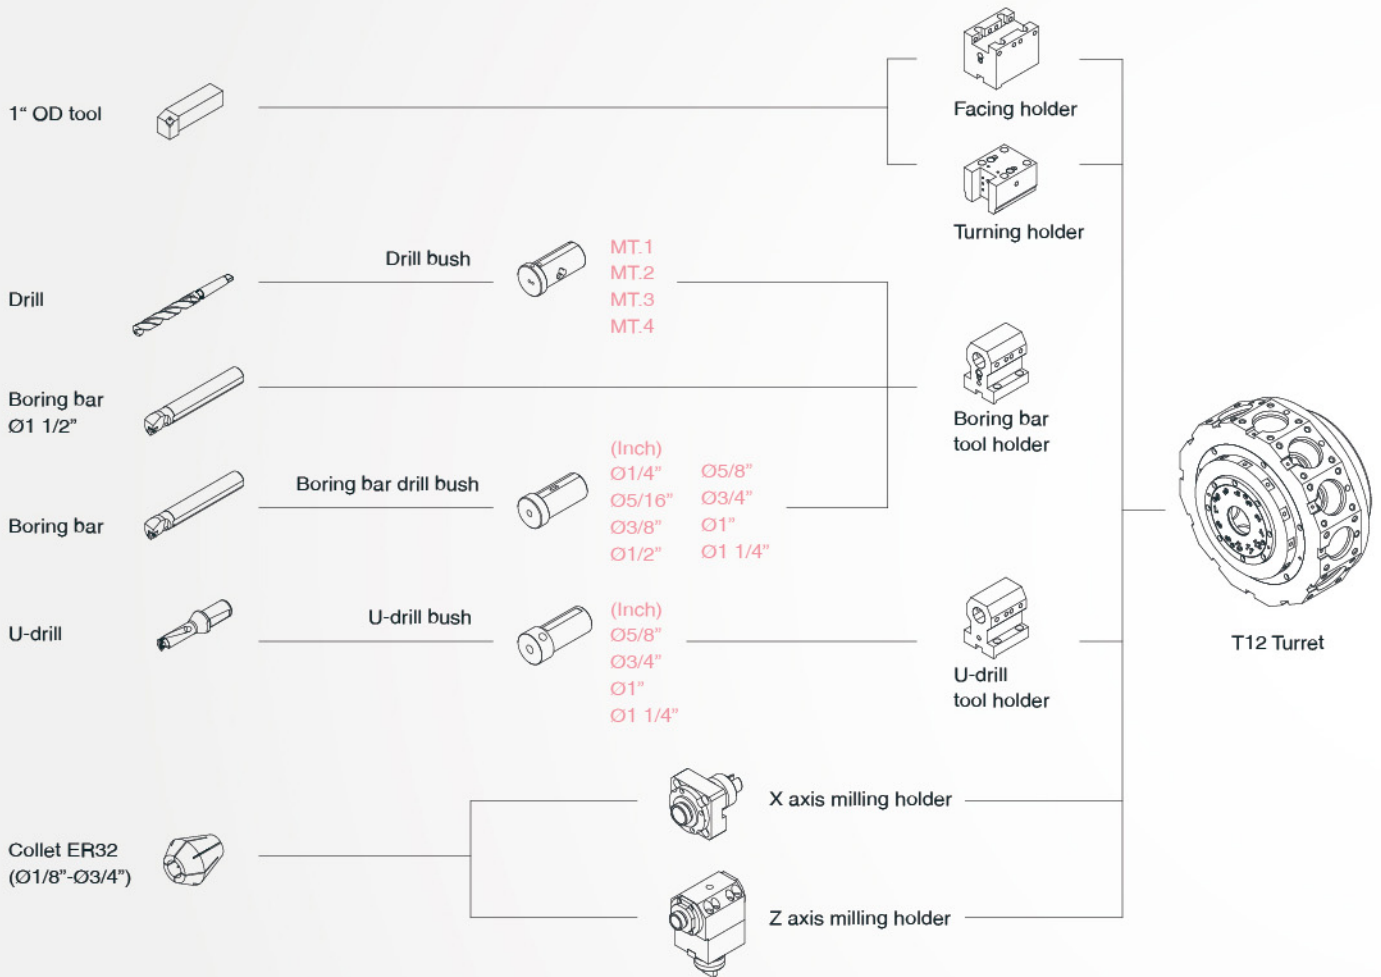 1“ OD tool
Facing holder
Turning holder
Drill bush
MT.1
MT.2
MT.3
MT.4
Drill
Boring bar
Ø1 1/2”
Boring bar
tool holder
Boring bar drill bush
(Inch)
Ø1/4”
Ø5/16”
Ø3/8”
Ø1/2”
Ø5/8”
Ø3/4”
Ø1”
Ø1 1/4”
Boring bar
U-drill bush
(Inch)
Ø5/8”
Ø3/4”
Ø1”
Ø1 1/4”
U-drill
U-drill
tool holder
T12 Turret
X axis milling holder
Collet ER32
(Ø1/8”-Ø3/4”)
Z axis milling holder